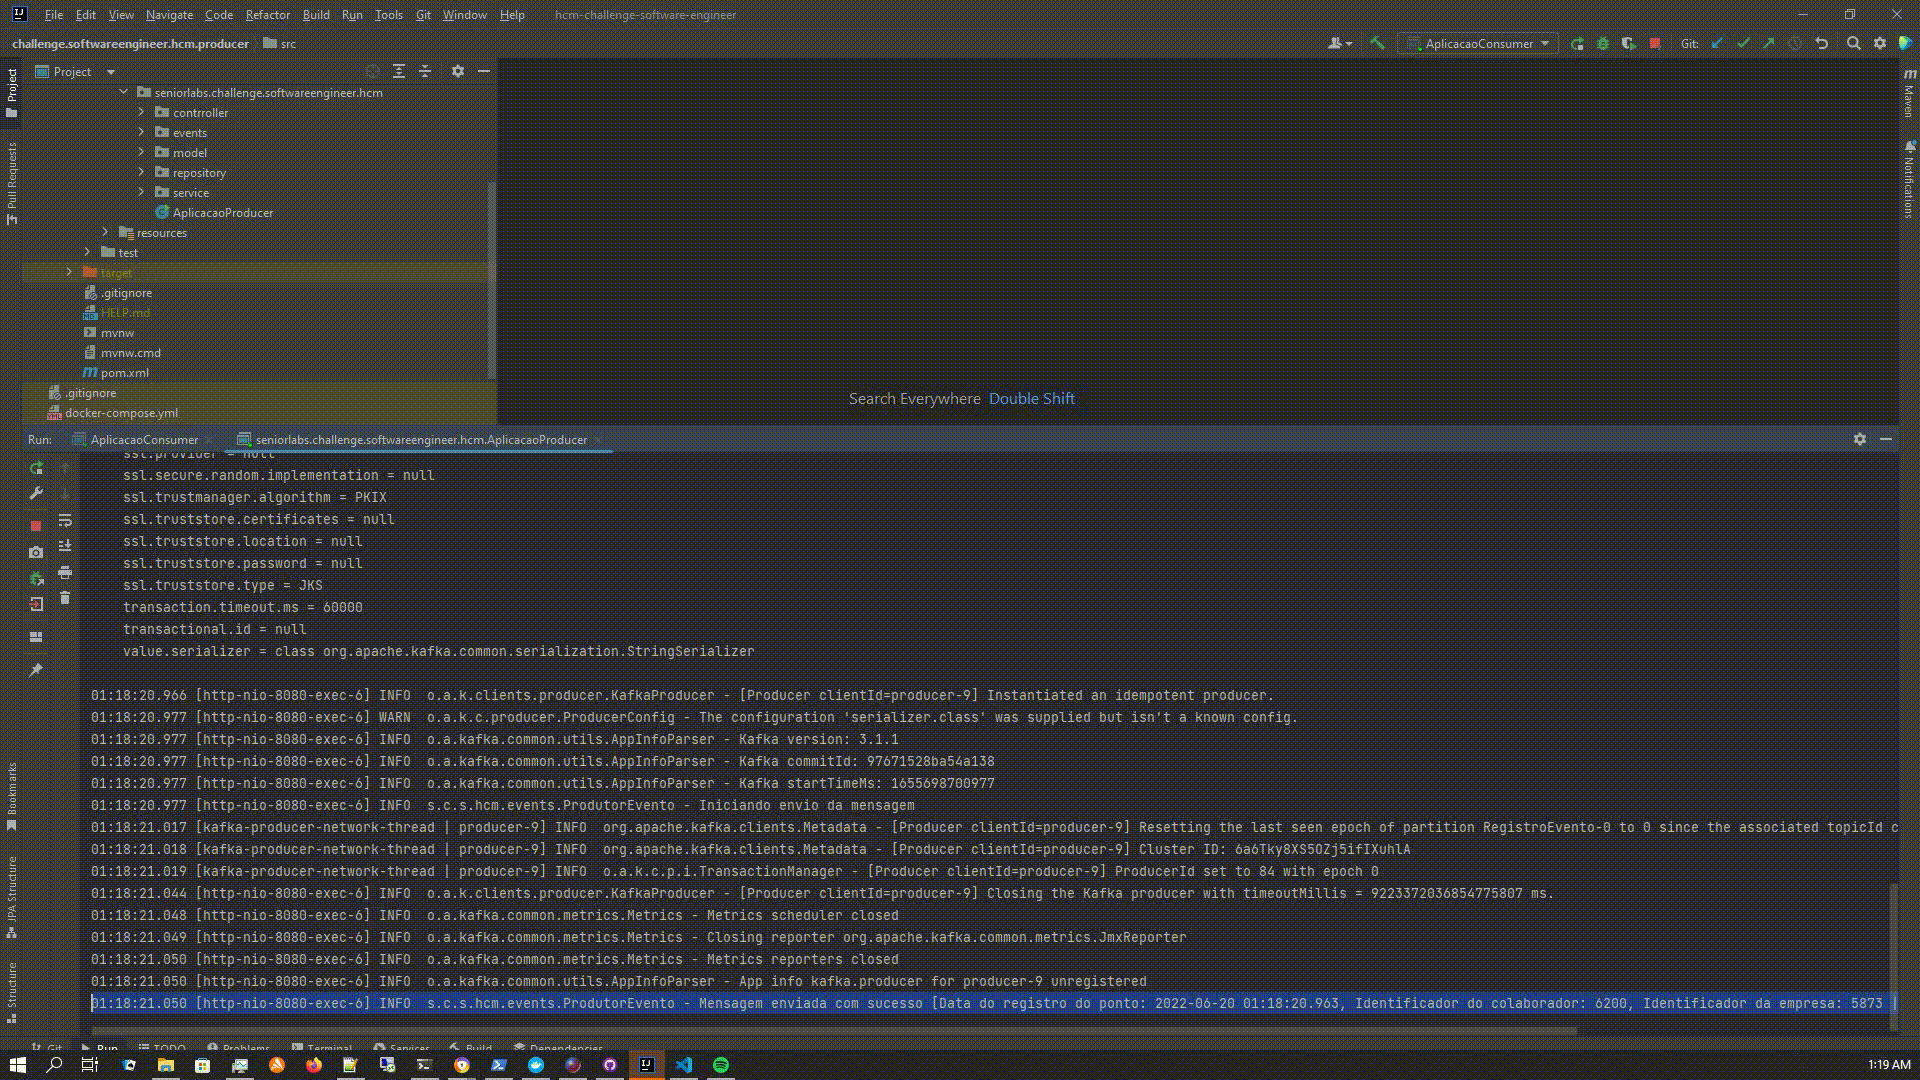 File Edit View Navigate Code Refactor Build Run Tools Git Window Help hcm-challenge-software-engineer
challenge.softwareengineer.hcm.producer src
AplicacaoConsumer
Git:
Project
Project
Pull Requests
Maven
Notifications
seniorlabs.challenge.softwareengineer.hcm
contrroller
events
model
repository
service
AplicacaoProducer
resources
test
target
.gitignore
HELP.md
mvnw
mvnw.cmd
pom.xml
.gitignore
docker-compose.yml
Search Everywhere Double Shift
Run: AplicacaoConsumer seniorlabs.challenge.softwareengineer.hcm.AplicacaoProducer
ssl.provider = null
ssl.secure.random.implementation = null
ssl.trustmanager.algorithm = PKIX
ssl.truststore.certificates = null
ssl.truststore.location = null
ssl.truststore.password = null
ssl.truststore.type = JKS
transaction.timeout.ms = 60000
transactional.id = null
value.serializer = class org.apache.kafka.common.serialization.StringSerializer
01:18:20.966 [http-nio-8080-exec-6] INFO  o.a.k.clients.producer.KafkaProducer - [Producer clientId=producer-9] Instantiated an idempotent producer.
01:18:20.977 [http-nio-8080-exec-6] WARN  o.a.k.c.producer.ProducerConfig - The configuration 'serializer.class' was supplied but isn't a known config.
01:18:20.977 [http-nio-8080-exec-6] INFO  o.a.kafka.common.utils.AppInfoParser - Kafka version: 3.1.1
01:18:20.977 [http-nio-8080-exec-6] INFO  o.a.kafka.common.utils.AppInfoParser - Kafka commitId: 97671528ba54a138
01:18:20.977 [http-nio-8080-exec-6] INFO  o.a.kafka.common.utils.AppInfoParser - Kafka startTimeMs: 1655698700977
01:18:20.977 [http-nio-8080-exec-6] INFO  s.c.s.hcm.events.ProdutorEvento - Iniciando envio da mensagem
01:18:21.017 [kafka-producer-network-thread | producer-9] INFO  org.apache.kafka.clients.Metadata - [Producer clientId=producer-9] Resetting the last seen epoch of partition RegistroEvento-0 to 0 since the associated topicId c
01:18:21.018 [kafka-producer-network-thread | producer-9] INFO  org.apache.kafka.clients.Metadata - [Producer clientId=producer-9] Cluster ID: 6a6Tky8XS5OZj5ifIXuhlA
01:18:21.019 [kafka-producer-network-thread | producer-9] INFO  o.a.k.c.p.i.TransactionManager - [Producer clientId=producer-9] ProducerId set to 84 with epoch 0
01:18:21.044 [http-nio-8080-exec-6] INFO  o.a.k.clients.producer.KafkaProducer - [Producer clientId=producer-9] Closing the Kafka producer with timeoutMillis = 9223372036854775807 ms.
01:18:21.048 [http-nio-8080-exec-6] INFO  o.a.kafka.common.metrics.Metrics - Metrics scheduler closed
01:18:21.049 [http-nio-8080-exec-6] INFO  o.a.kafka.common.metrics.Metrics - Closing reporter org.apache.kafka.common.metrics.JmxReporter
01:18:21.050 [http-nio-8080-exec-6] INFO  o.a.kafka.common.metrics.Metrics - Metrics reporters closed
01:18:21.050 [http-nio-8080-exec-6] INFO  o.a.kafka.common.utils.AppInfoParser - App info kafka.producer for producer-9 unregistered
01:18:21.050 [http-nio-8080-exec-6] INFO  s.c.s.hcm.events.ProdutorEvento - Mensagem enviada com sucesso [Data do registro do ponto: 2022-06-20 01:18:20.963, Identificador do colaborador: 6200, Identificador da empresa: 5873 |
Bookmarks
JPA Structure
Structure
Git Run TODO Problems Terminal Services Build Dependencies
1:19 AM